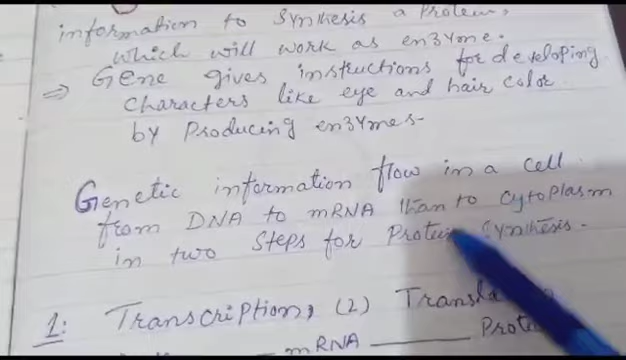 information to synthesis a Protein,
which will work as enzyme.
⇒ Gene gives instructions for developing
characters like eye and hair color
by Producing enzymes-
Genetic information flow in a cell
from DNA to mRNA than to cytoplasm
in two steps for Protein synthesis.
1: Transcription, (2)
mRNA